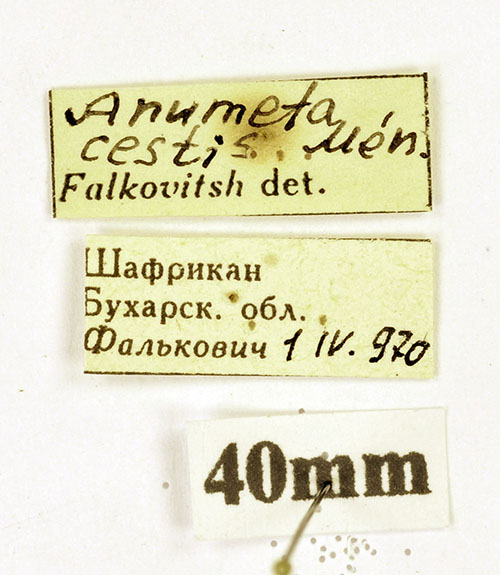 Anumeta
cestis Mén.
Falkovitsh det.
Шафрикан
Бухарск. обл.
Фалькович 1 IV. 970
40mm